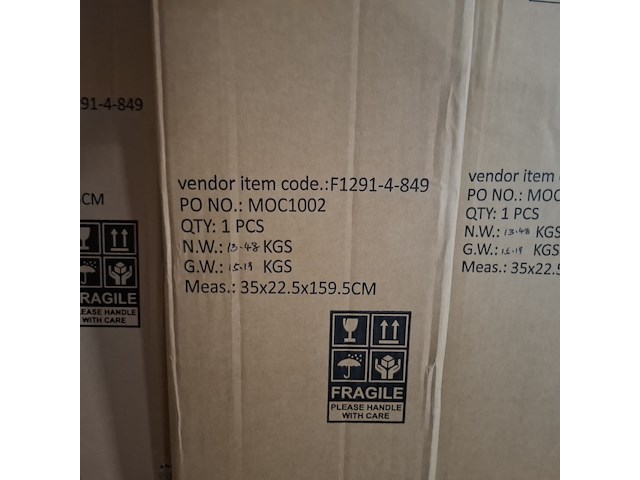 91-4-849
CM
FRAGILE
PLEASE HANDLE
WITH CARE
vendor item code.:F1291-4-849
PO NO.: MOC1002
QTY: 1 PCS
N.W.: 13.48 KGS
G.W.: 15.19 KGS
Meas.: 35x22.5x159.5CM
FRAGILE
PLEASE HANDLE
WITH CARE
vendor item
PO NO.: MOC
QTY: 1 PCS
N.W.: 13.48 KGS
G.W.: 15.19 KGS
Meas.: 35x22.5